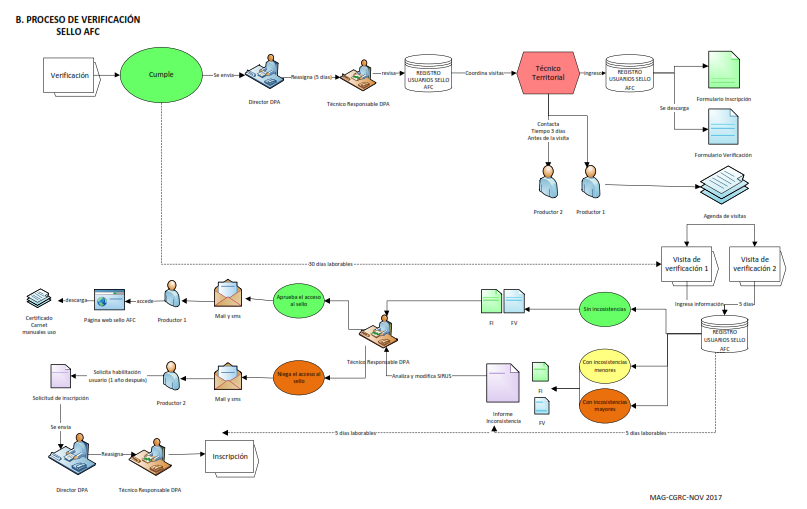 B. PROCESO DE VERIFICACIÓN
SELLO AFC
Verificación
Cumple
Se envía
Director DPA
Reasigna (5 días)
Técnico Responsable DPA
revisa
REGISTRO
USUARIOS SELLO
AFC
Coordina visitas
Técnico
Territorial
ingresa
REGISTRO
USUARIOS SELLO
AFC
Se descarga
Formulario Inscripción
Formulario Verificación
Contacta
Tiempo 3 días
Antes de la visita
Productor 2
Productor 1
Agenda de visitas
30 días laborables
Visita de
verificación 1
Visita de
verificación 2
Ingresa información
5 días
REGISTRO
USUARIOS SELLO
AFC
Certificado
Carnet
manuales uso
descarga
Página web sello AFC
accede
Productor 1
Mail y sms
Aprueba el acceso
al sello
Técnico Responsable DPA
FI
FV
Sin incosistencias
Solicitud de inscripción
Solicita habilitación
usuario (1 año después)
Productor 2
Mail y sms
Niega el acceso al
sello
Analiza y modifica SIRUS
Informe
Inconsistencia
FI
FV
Con incosistencias
menores
Con incosistencias
mayores
3 días laborables
5 días laborables
Se envía
Director DPA
Reasigna
Técnico Responsable DPA
Inscripción
MAG-CGRC-NOV 2017